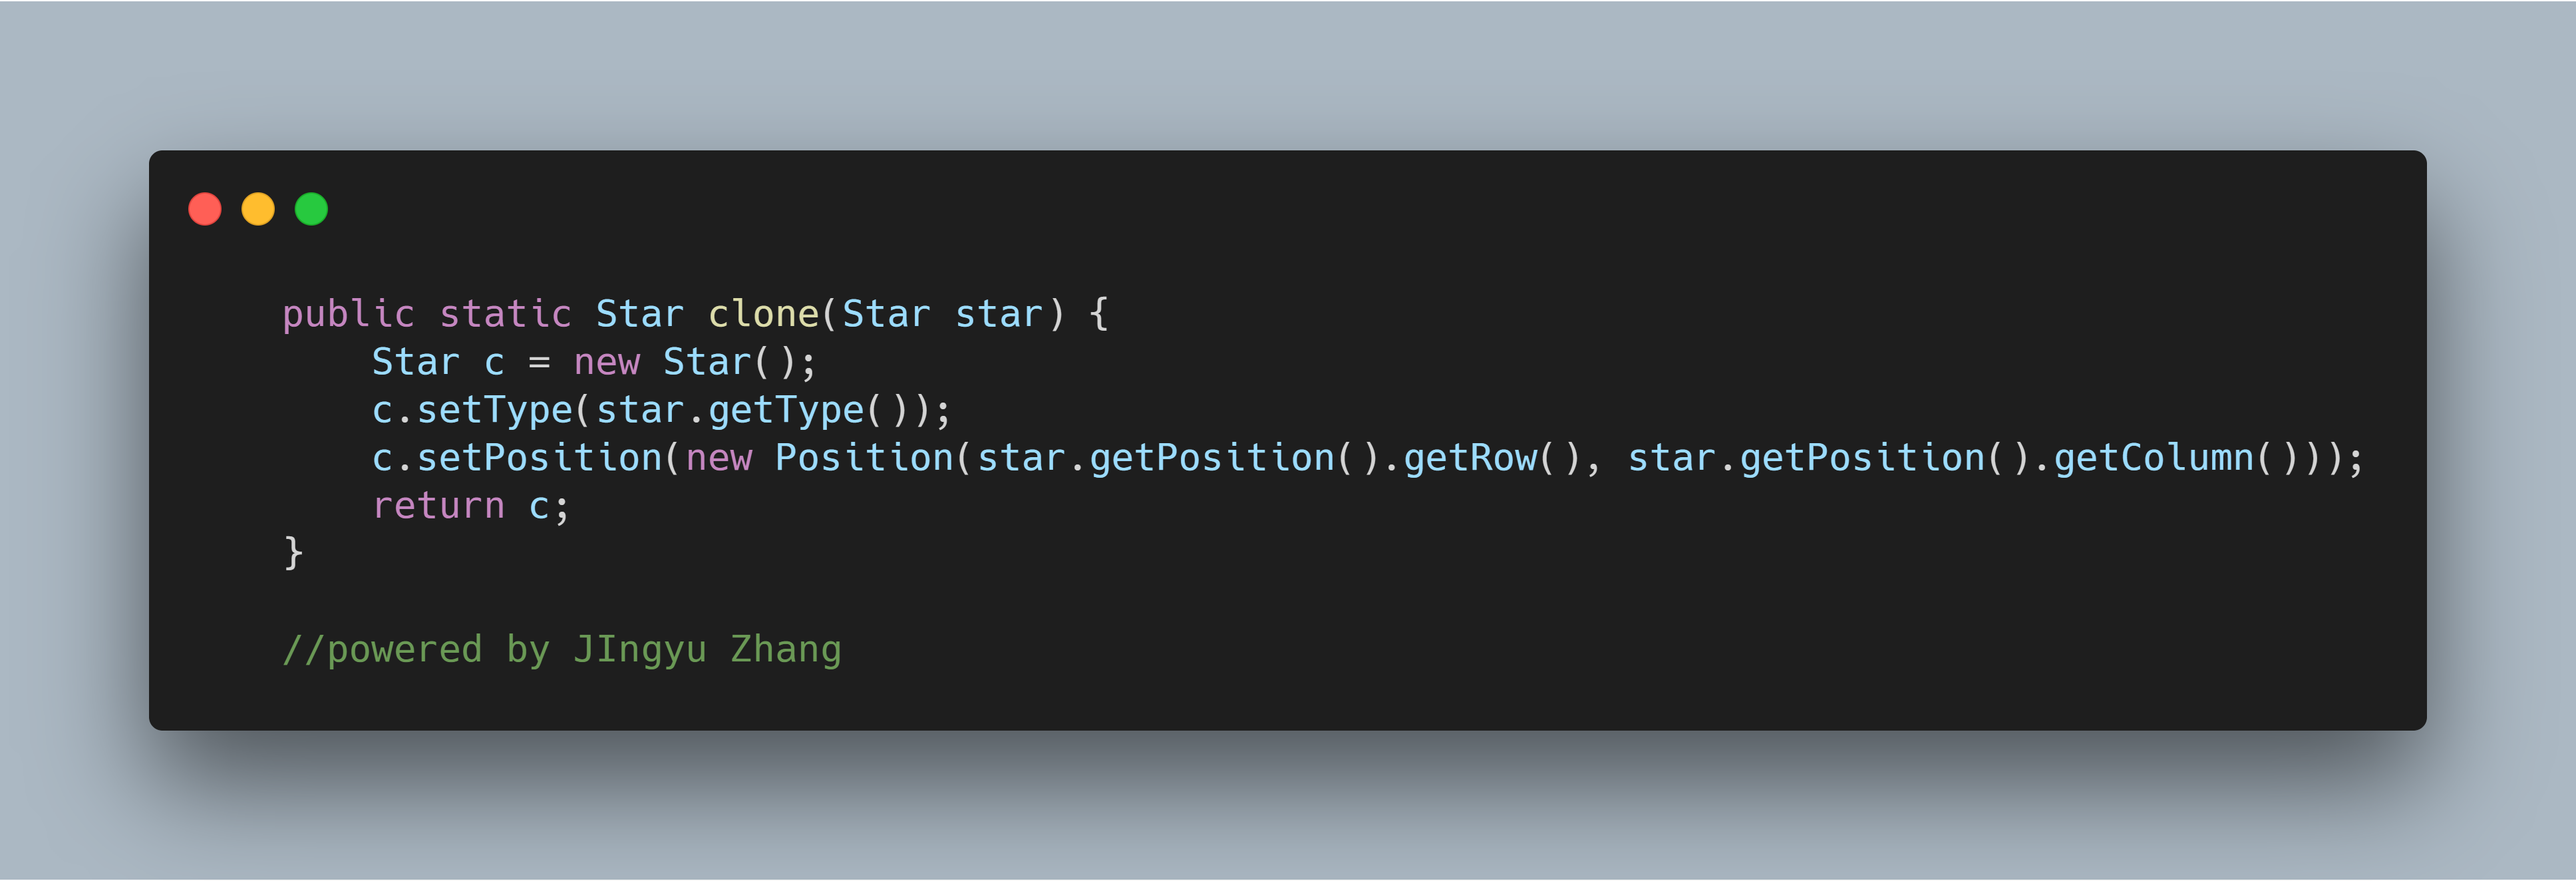 public static Star clone(Star star) {
    Star c = new Star();
    c.setType(star.getType());
    c.setPosition(new Position(star.getPosition().getRow(), star.getPosition().getColumn()));
    return c;
}
//powered by JIngyu Zhang